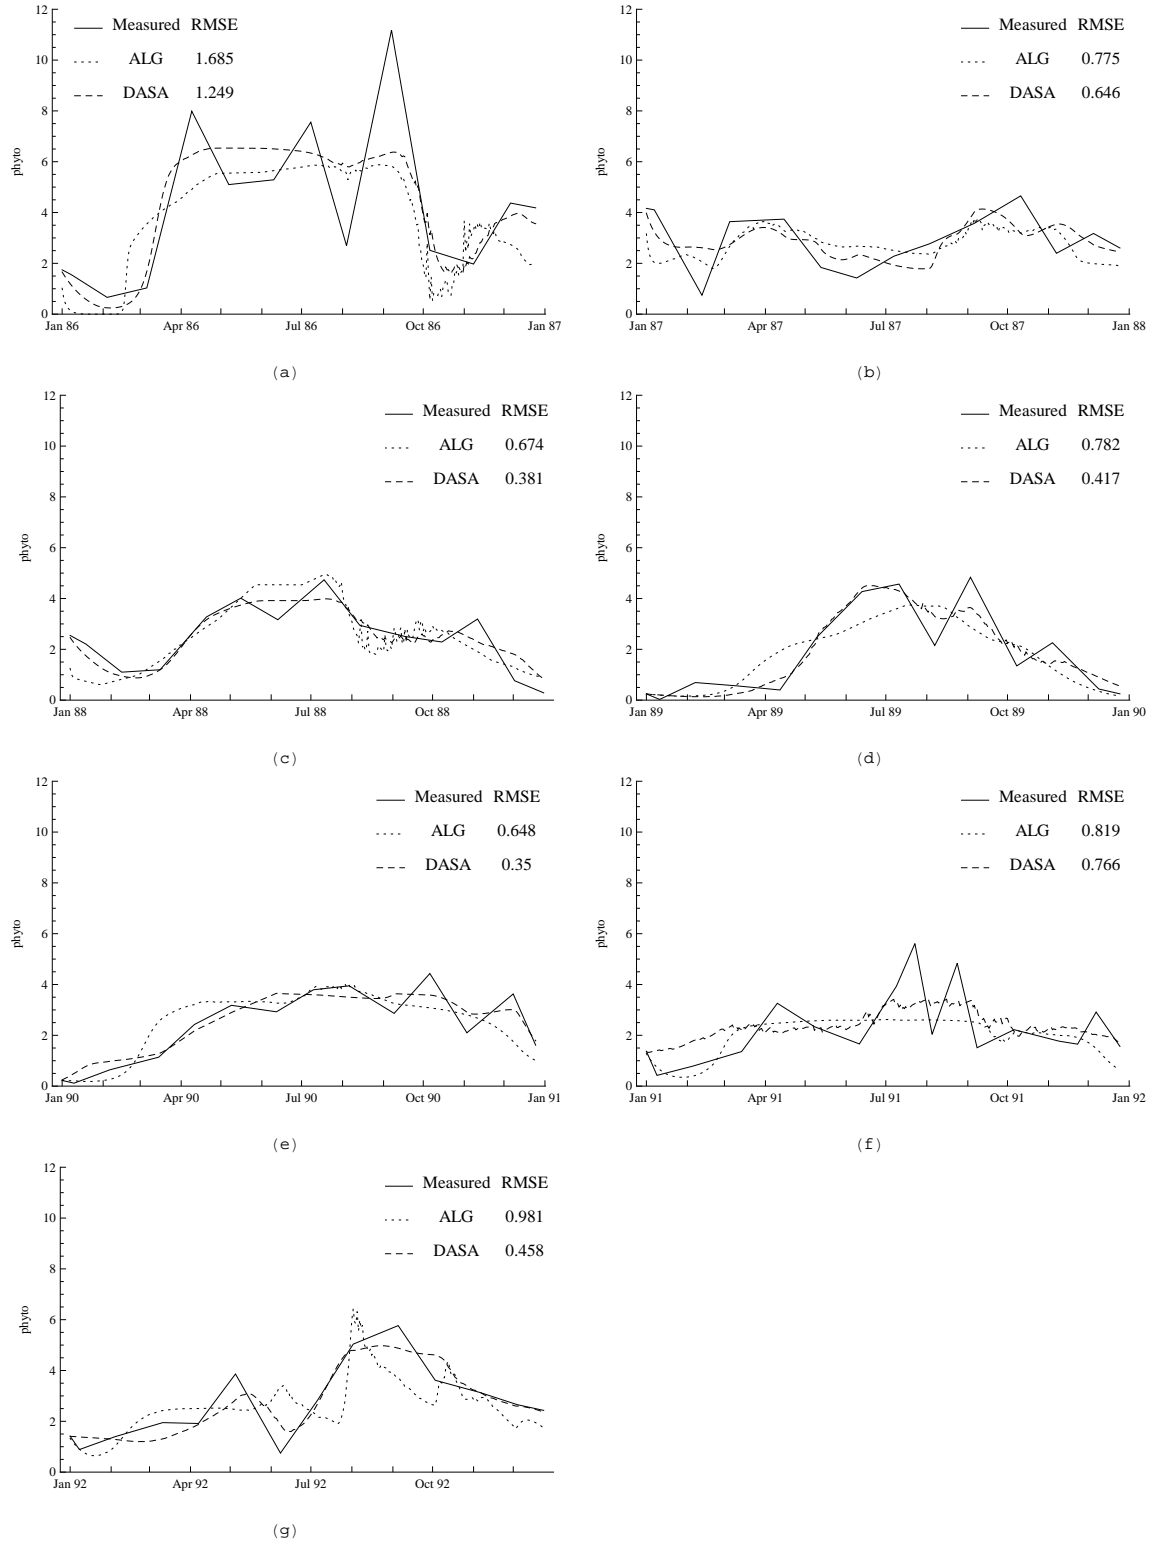 Measured RMSE
ALG 1.685
DASA 1.249
phyto
0 2 4 6 8 10 12
Jan 86 Apr 86 Jul 86 Oct 86 Jan 87
(a)
Measured RMSE
ALG 0.775
DASA 0.646
phyto
0 2 4 6 8 10 12
Jan 87 Apr 87 Jul 87 Oct 87 Jan 88
(b)
Measured RMSE
ALG 0.674
DASA 0.381
phyto
0 2 4 6 8 10 12
Jan 88 Apr 88 Jul 88 Oct 88
(c)
Measured RMSE
ALG 0.782
DASA 0.417
phyto
0 2 4 6 8 10 12
Jan 89 Apr 89 Jul 89 Oct 89 Jan 90
(d)
Measured RMSE
ALG 0.648
DASA 0.35
phyto
0 2 4 6 8 10 12
Jan 90 Apr 90 Jul 90 Oct 90 Jan 91
(e)
Measured RMSE
ALG 0.819
DASA 0.766
phyto
0 2 4 6 8 10 12
Jan 91 Apr 91 Jul 91 Oct 91 Jan 92
(f)
Measured RMSE
ALG 0.981
DASA 0.458
phyto
0 2 4 6 8 10 12
Jan 92 Apr 92 Jul 92 Oct 92
(g)